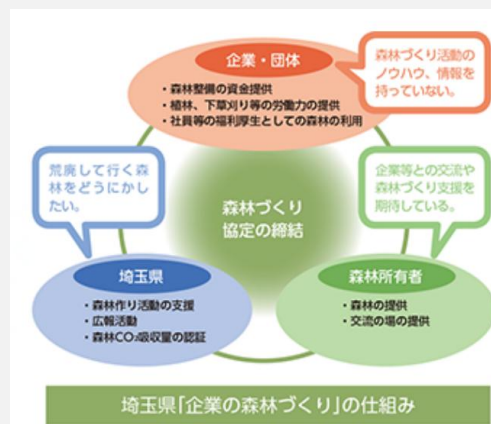 企業・団体
・森林整備の資金提供
・植林、下草刈り等の労働力の提供
・社員等の福利厚生としての森林の利用
森林づくり活動の
ノウハウ、情報を
持っていない。
荒廃して行く森
林をどうにかし
たい。
森林づくり
協定の締結
企業等との交流や
森林づくり支援を
期待している。
埼玉県
・森林作り活動の支援
・広報活動
・森林CO₂吸収量の認証
森林所有者
・森林の提供
・交流の場の提供
埼玉県「企業の森林づくり」の仕組み